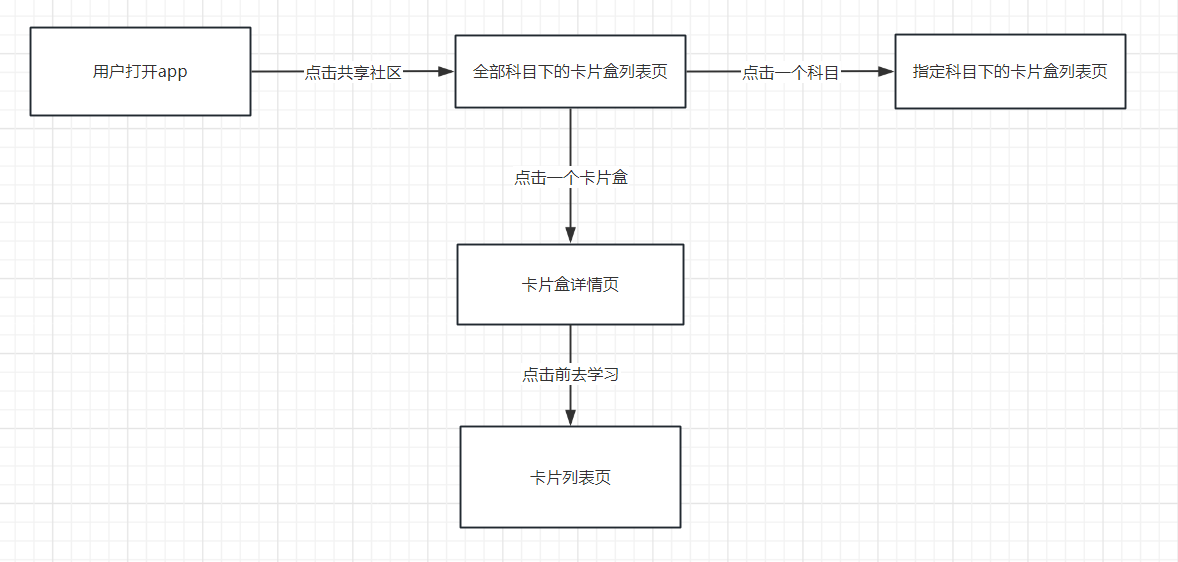 用户打开app
点击共享社区
全部科目下的卡片盒列表页
点击一个科目
指定科目下的卡片盒列表页
点击一个卡片盒
卡片盒详情页
点击前去学习
卡片列表页